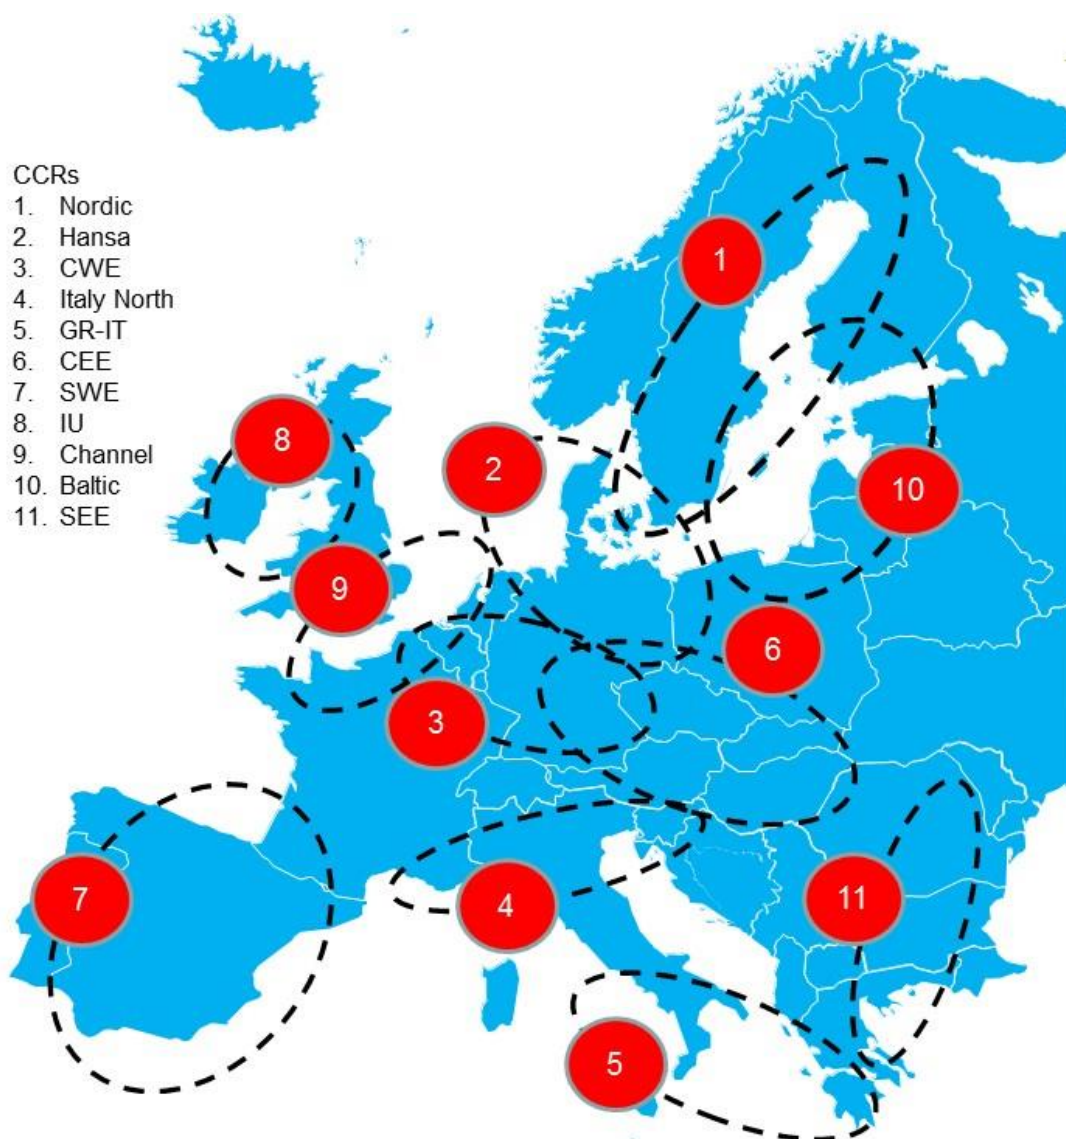 CCRs
1. Nordic
2. Hansa
3. CWE
4. Italy North
5. GR-IT
6. CEE
7. SWE
8. IU
9. Channel
10. Baltic
11. SEE
1
8
2
10
9
6
3
7
4
11
5